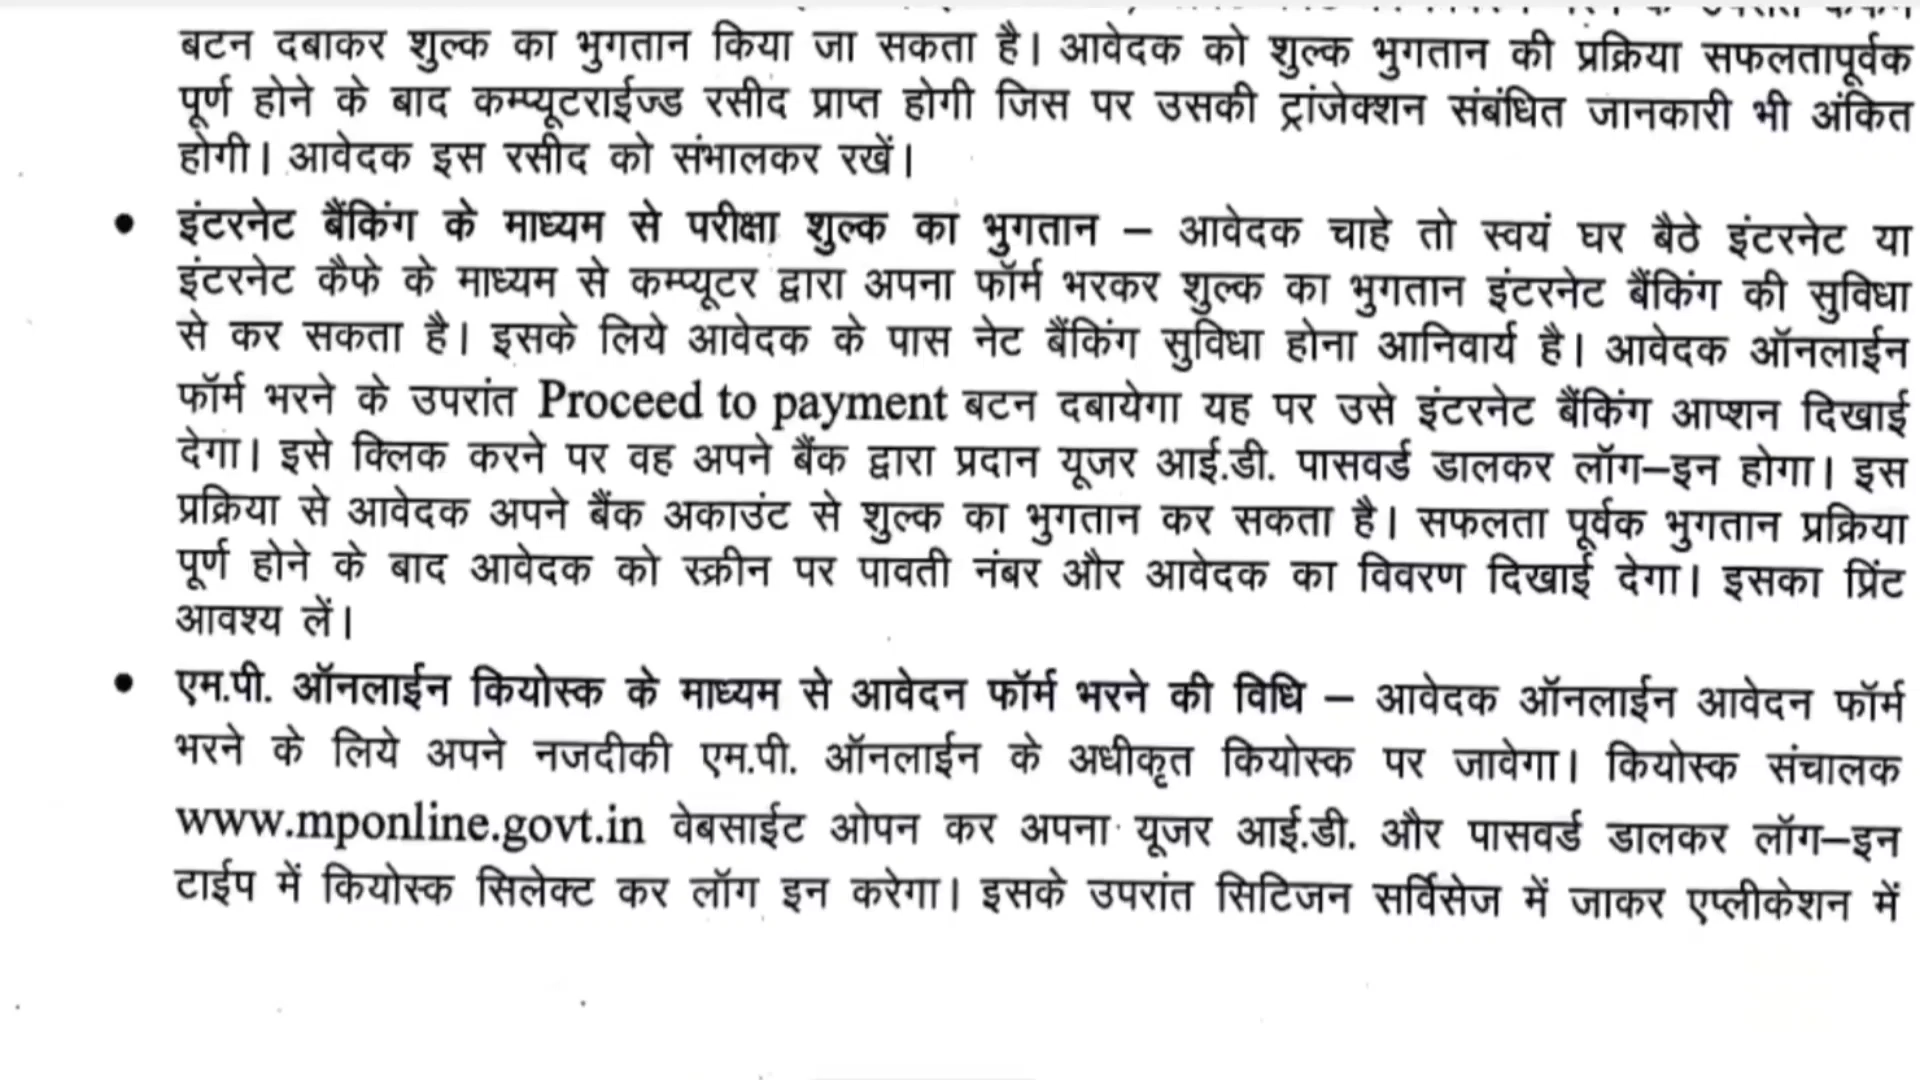 बटन दबाकर शुल्क का भुगतान किया जा सकता है। आवेदक को शुल्क भुगतान की प्रक्रिया सफलतापूर्वक
पूर्ण होने के बाद कम्प्यूटराईज्ड रसीद प्राप्त होगी जिस पर उसकी ट्रांजेक्शन संबंधित जानकारी भी अंकित
होगी। आवेदक इस रसीद को संभालकर रखें।
• इंटरनेट बैंकिंग के माध्यम से परीक्षा शुल्क का भुगतान – आवेदक चाहे तो स्वयं घर बैठे इंटरनेट या
इंटरनेट कैफे के माध्यम से कम्प्यूटर द्वारा अपना फॉर्म भरकर शुल्क का भुगतान इंटरनेट बैंकिंग की सुविधा
से कर सकता है। इसके लिये आवेदक के पास नेट बैंकिंग सुविधा होना आनिवार्य है। आवेदक ऑनलाईन
फॉर्म भरने के उपरांत Proceed to payment बटन दबायेगा यह पर उसे इंटरनेट बैंकिंग आप्शन दिखाई
देगा। इसे क्लिक करने पर वह अपने बैंक द्वारा प्रदान यूजर आई.डी. पासवर्ड डालकर लॉग–इन होगा। इस
प्रक्रिया से आवेदक अपने बैंक अकाउंट से शुल्क का भुगतान कर सकता है। सफलता पूर्वक भुगतान प्रक्रिया
पूर्ण होने के बाद आवेदक को स्क्रीन पर पावती नंबर और आवेदक का विवरण दिखाई देगा। इसका प्रिंट
आवश्य लें।
• एम.पी. ऑनलाईन कियोस्क के माध्यम से आवेदन फॉर्म भरने की विधि – आवेदक ऑनलाईन आवेदन फॉर्म
भरने के लिये अपने नजदीकी एम.पी. ऑनलाईन के अधीकृत कियोस्क पर जावेगा। कियोस्क संचालक
www.mponline.govt.in वेबसाईट ओपन कर अपना यूजर आई.डी. और पासवर्ड डालकर लॉग–इन
टाईप में कियोस्क सिलेक्ट कर लॉग इन करेगा। इसके उपरांत सिटिजन सर्विसेज में जाकर एप्लीकेशन में